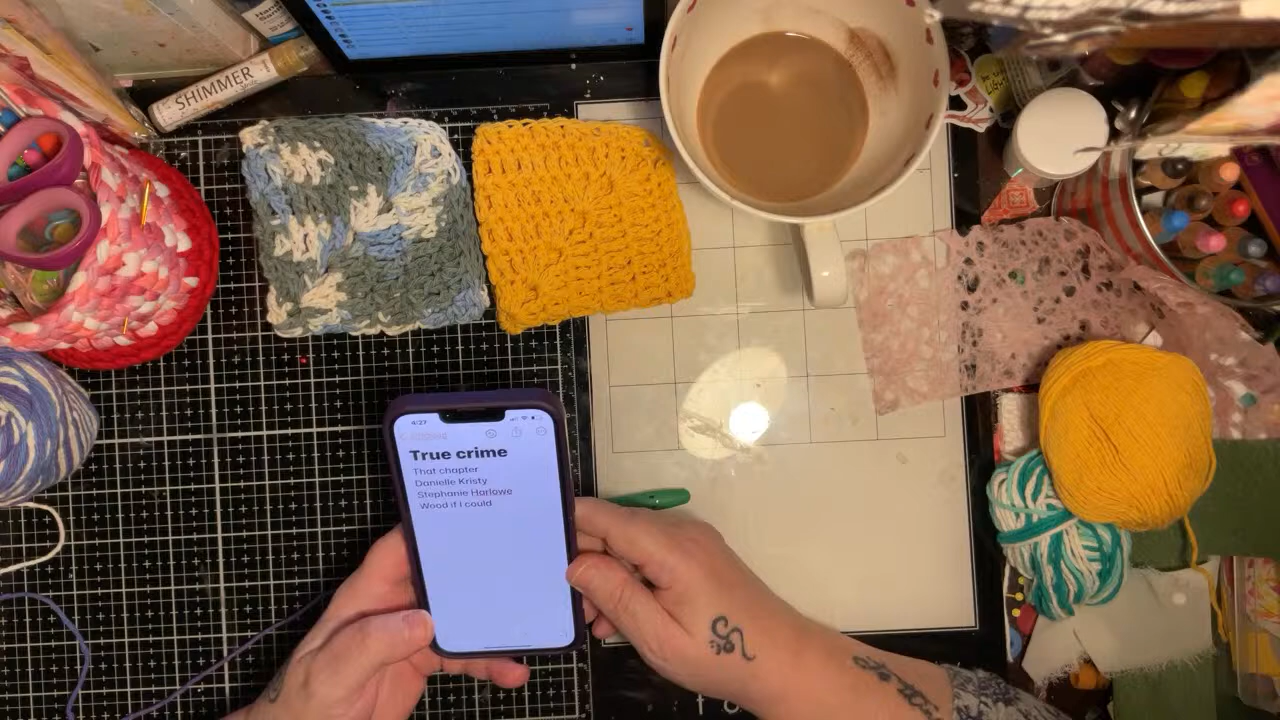 SHIMMER
4:27
True crime
That chapter
Danielle Kristy
Stephanie Harlowe
Wood if I could